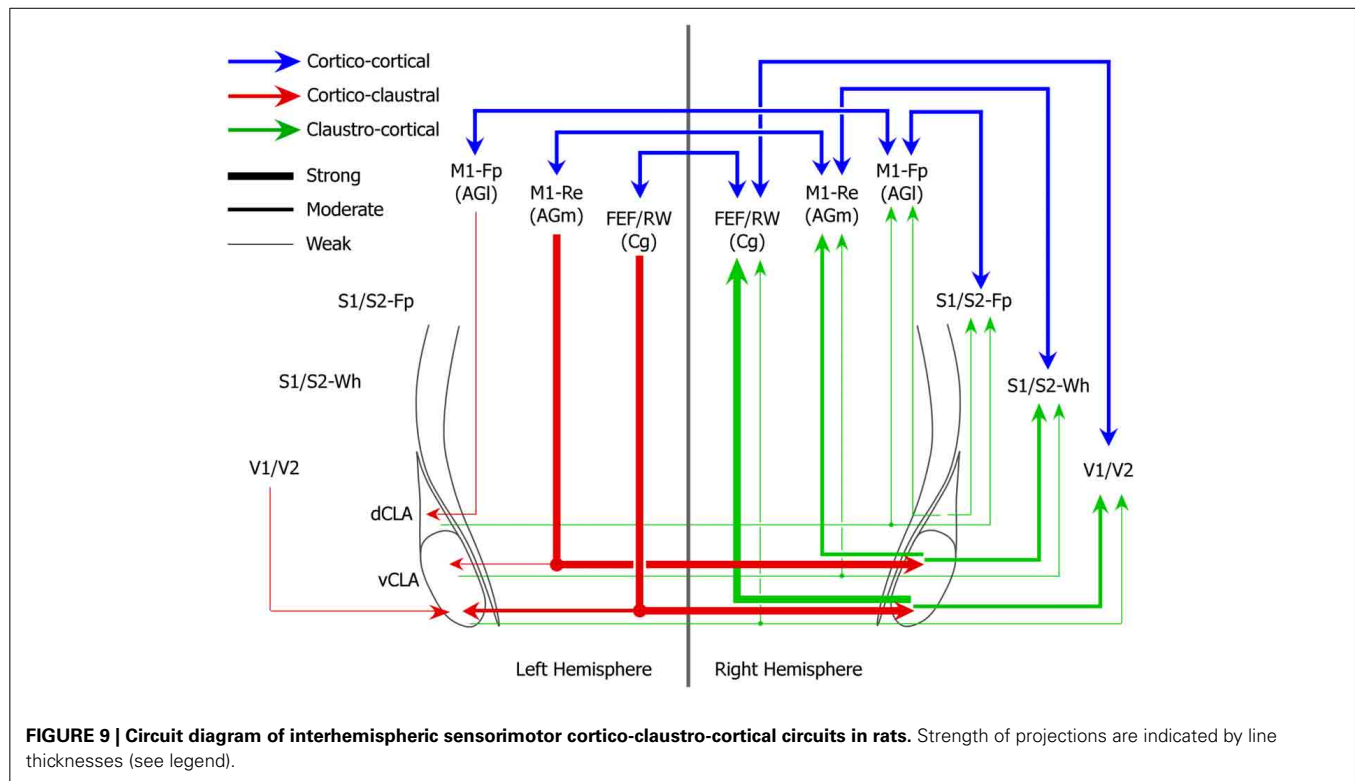 Cortico-cortical
Cortico-claustral
Claustro-cortical
Strong
Moderate
Weak
M1-Fp
(AGl)
M1-Re
(AGm)
FEF/RW
(Cg)
FEF/RW
(Cg)
M1-Re
(AGm)
M1-Fp
(AGl)
S1/S2-Fp
S1/S2-Fp
S1/S2-Wh
S1/S2-Wh
V1/V2
V1/V2
dCLA
vCLA
Left Hemisphere
Right Hemisphere
FIGURE 9 | Circuit diagram of interhemispheric sensorimotor cortico-claustro-cortical circuits in rats. Strength of projections are indicated by line
thicknesses (see legend).